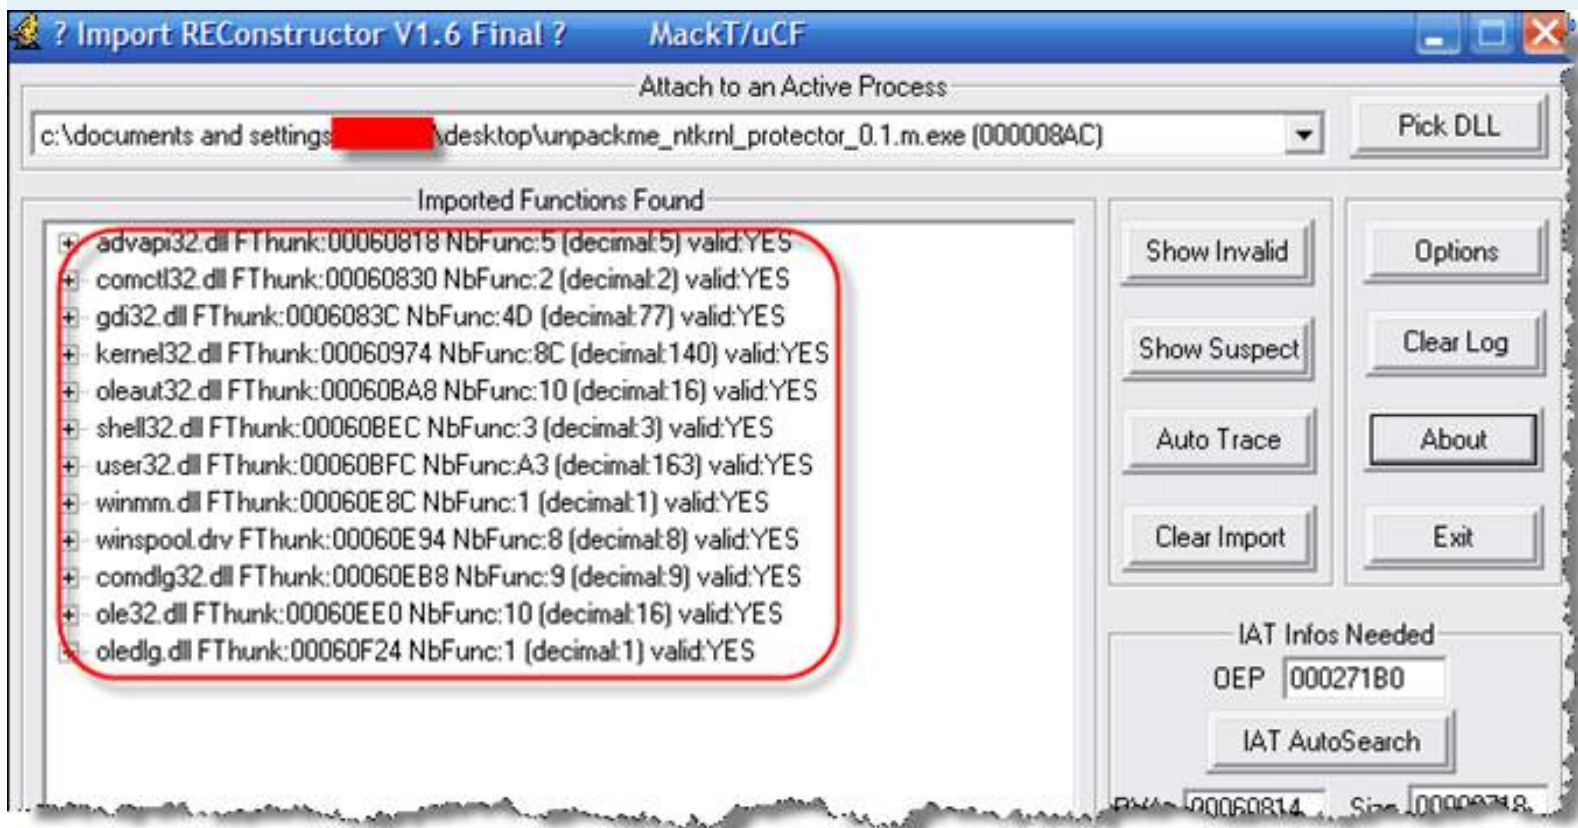 ? Import REConstructor V1.6 Final ? MackT/uCF
Attach to an Active Process
c:\documents and settings \desktop\unpackme_ntkrnl_protector_0.1.m.exe (000008AC)
Pick DLL
Imported Functions Found
advapi32.dll FThunk:00060818 NbFunc:5 (decimal:5) valid:YES
comctl32.dll FThunk:00060830 NbFunc:2 (decimal:2) valid:YES
gdi32.dll FThunk:0006083C NbFunc:4D (decimal:77) valid:YES
kernel32.dll FThunk:00060974 NbFunc:8C (decimal:140) valid:YES
oleaut32.dll FThunk:00060BA8 NbFunc:10 (decimal:16) valid:YES
shell32.dll FThunk:00060BEC NbFunc:3 (decimal:3) valid:YES
user32.dll FThunk:00060BFC NbFunc:A3 (decimal:163) valid:YES
winmm.dll FThunk:00060E8C NbFunc:1 (decimal:1) valid:YES
winspool.drv FThunk:00060E94 NbFunc:8 (decimal:8) valid:YES
comdlg32.dll FThunk:00060EB8 NbFunc:9 (decimal:9) valid:YES
ole32.dll FThunk:00060EE0 NbFunc:10 (decimal:16) valid:YES
oledlg.dll FThunk:00060F24 NbFunc:1 (decimal:1) valid:YES
Show Invalid
Options
Show Suspect
Clear Log
Auto Trace
About
Clear Import
Exit
IAT Infos Needed
OEP 000271B0
IAT AutoSearch
RVA 00060814 Size 00000718